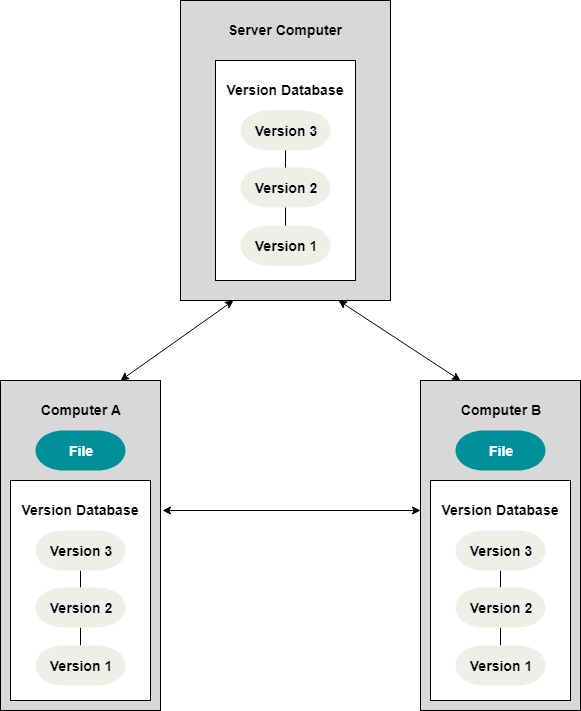 Server Computer
Version Database
Version 3
Version 2
Version 1
Computer A
File
Version Database
Version 3
Version 2
Version 1
Computer B
File
Version Database
Version 3
Version 2
Version 1